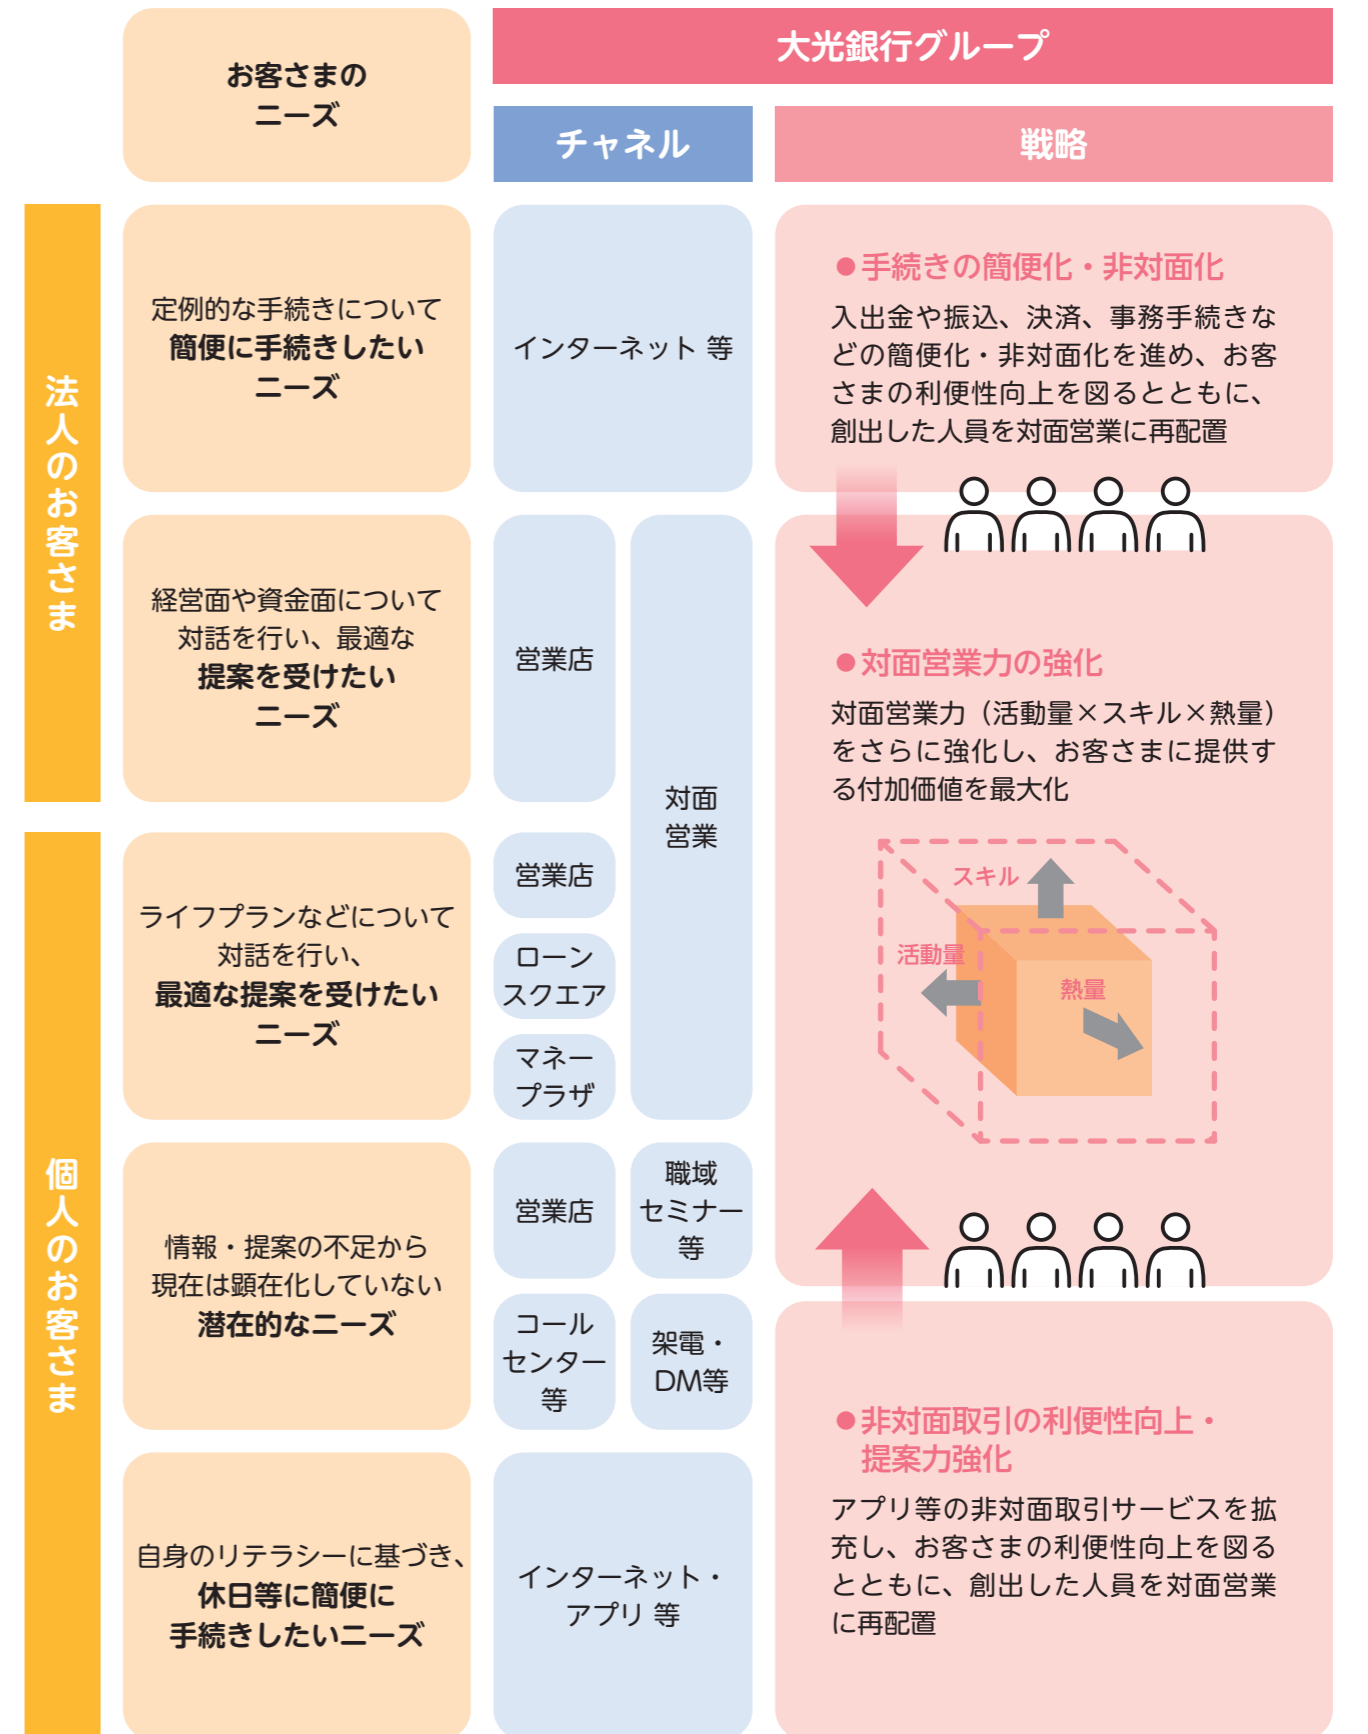 お客さまの
ニーズ
大光銀行グループ
チャネル
戦略
法人のお客さま
定例的な手続きについて
簡便に手続きしたい
ニーズ
インターネット 等
●手続きの簡便化・非対面化
入出金や振込、決済、事務手続きな
どの簡便化・非対面化を進め、お客
さまの利便性向上を図るとともに、
創出した人員を対面営業に再配置
経営面や資金面について
対話を行い、最適な
提案を受けたい
ニーズ
営業店
対面
営業
●対面営業力の強化
対面営業力（活動量×スキル×熱量）
をさらに強化し、お客さまに提供す
る付加価値を最大化
スキル
活動量
熱量
個人のお客さま
ライフプランなどについて
対話を行い、
最適な提案を受けたい
ニーズ
営業店
ローン
スクエア
マネー
プラザ
情報・提案の不足から
現在は顕在化していない
潜在的なニーズ
営業店
職域
セミナー
等
コール
センター
等
架電・
DM等
自身のリテラシーに基づき、
休日等に簡便に
手続きしたいニーズ
インターネット・
アプリ 等
●非対面取引の利便性向上・
提案力強化
アプリ等の非対面取引サービスを拡
充し、お客さまの利便性向上を図る
とともに、創出した人員を対面営業
に再配置